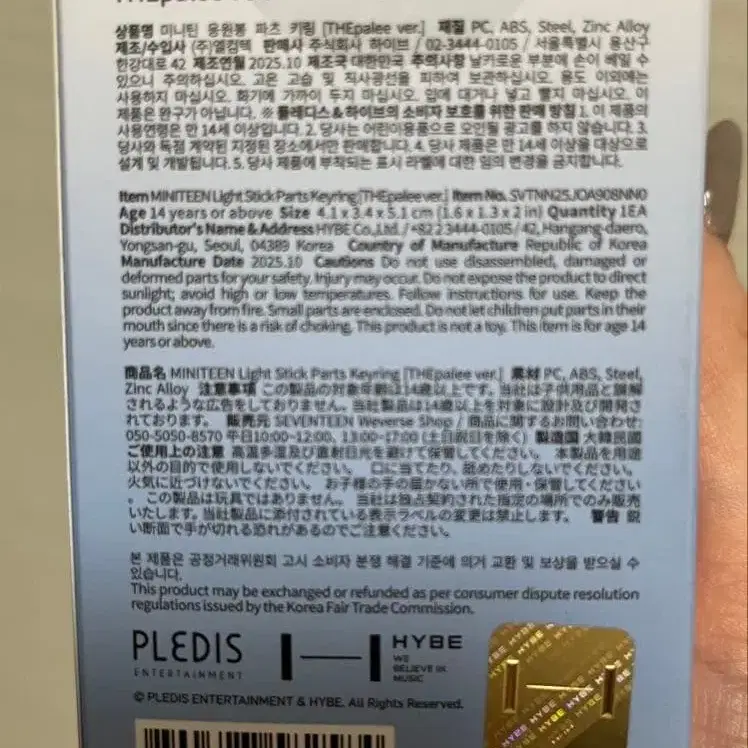 상품명 미니틴 응원봉 파츠 키링 [THEpalee ver.] 재질 PC, ABS, Steel, Zinc Alloy
제조/수입사 (주)엘컴텍 판매사 주식회사 하이브 / 02-3444-0105 / 서울특별시 용산구
한강대로 42 제조연월 2025.10 제조국 대한민국 주의사항 날카로운 부분에 손이 베일 수
있으니 주의하십시오. 고온 고습 및 직사광선을 피하여 보관하십시오. 용도 이외에는
사용하지 마십시오. 화기에 가까이 두지 마십시오. 입에 대거나 넣고 빨지 마십시오. 이
제품은 완구가 아닙니다. ※ 플레디스&하이브의 소비자 보호를 위한 판매 방침 1. 이 제품의
사용연령은 만 14세 이상입니다. 2. 당사는 어린이용품으로 오인될 광고를 하지 않습니다. 3.
당사와 독점 계약된 지정된 장소에서만 판매합니다. 4. 당사 제품은 만 14세 이상을 대상으로
설계 및 개발됩니다. 5. 당사 제품에 부착되는 표시 라벨에 대한 임의 변경을 금지합니다.
Item MINITEEN Light Stick Parts Keyring [THEpalee ver.] Item No. SVTNN25JOA908NN0
Age 14 years or above Size 4.1 x 3.4 x 5.1 cm (1.6 x 1.3 x 2 in) Quantity 1EA
Distributor's Name & Address HYBE Co., Ltd. / +82 2 3444-0105 / 42, Hangang-daero,
Yongsan-gu, Seoul, 04389 Korea Country of Manufacture Republic of Korea
Manufacture Date 2025.10 Cautions Do not use disassembled, damaged or
deformed parts for your safety. Injury may occur. Do not expose the product to direct
sunlight; avoid high or low temperatures. Follow instructions for use. Keep the
product away from fire. Small parts are enclosed. Do not let children put parts in their
mouth since there is a risk of choking. This product is not a toy. This item is for age 14
years or above.
商品名 MINITEEN Light Stick Parts Keyring [THEpalee ver.] 素材 PC, ABS, Steel,
Zinc Alloy 注意事項 この製品の対象年齢は14歳以上です。当社は子供用品と誤解
されるような広告をしておりません。当社製品は14歳以上を対象に設計及び開発さ
れております。 販売元 SEVENTEEN Weverse Shop / 商品に関するお問い合わせ:
050-5050-8570 平日10:00~12:00、13:00~17:00 (土日祝日を除く) 製造国 大韓民国
ご使用上の注意 高温多湿及び直射日光を避けて保管してください。 本製品を用途
以外の目的で使用しないでください。 口に当てたり、舐めたりしないでください。
火気に近づけないでください。 お子様の手の届かない所で使用・保管してください
。 この製品は玩具ではありません。 当社は独占契約された指定の場所でのみ販売
いたします。当社製品に添付されている表示ラベルの変更は禁止します。 警告 鋭
い断面で手が切れる恐れがあるのでご注意ください。
본 제품은 공정거래위원회 고시 소비자 분쟁 해결 기준에 의거 교환 및 보상을 받으실 수
있습니다.
This product may be exchanged or refunded as per consumer dispute resolution
regulations issued by the Korea Fair Trade Commission.
PLEDIS
ENTERTAINMENT
HYBE
WE
BELIEVE IN
MUSIC
© PLEDIS ENTERTAINMENT & HYBE. All Rights Reserved.
HYBE HYBE HYBE